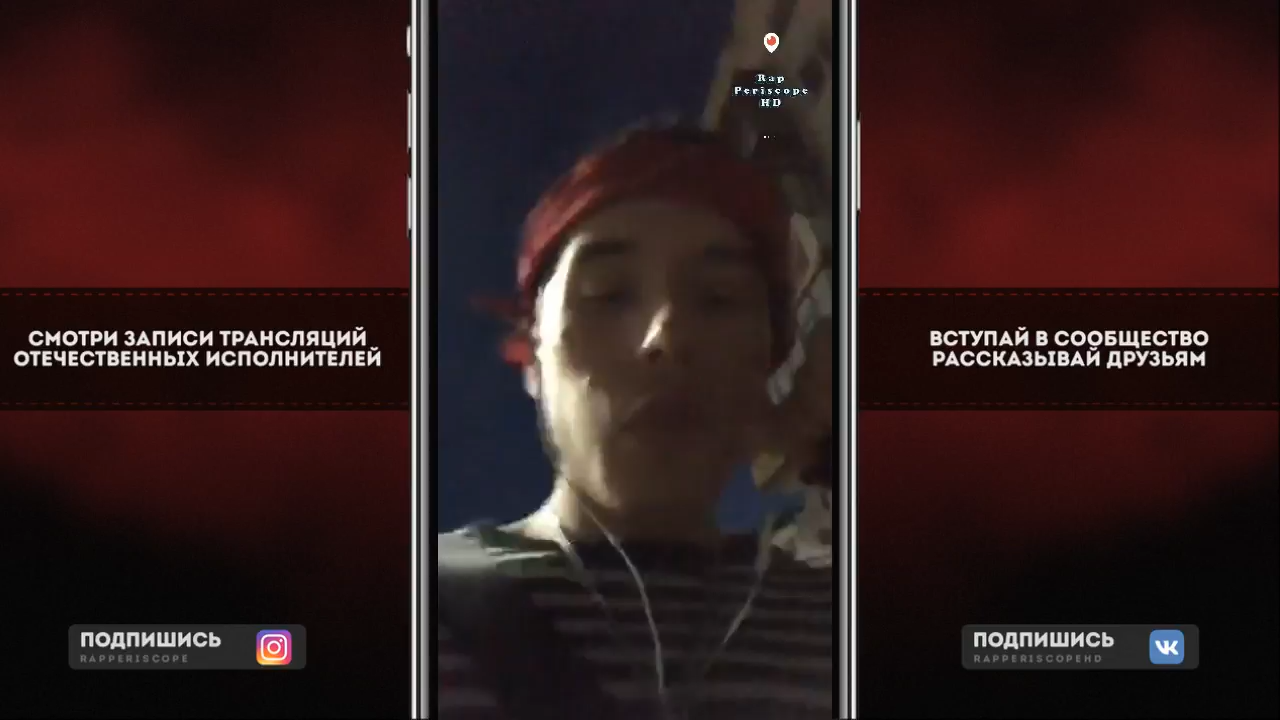 Rap
Periscope
HD
...
СМОТРИ ЗАПИСИ ТРАНСЛЯЦИЙ
ОТЕЧЕСТВЕННЫХ ИСПОЛНИТЕЛЕЙ
ВСТУПАЙ В СООБЩЕСТВО
РАССКАЗЫВАЙ ДРУЗЬЯМ
ПОДПИШИСЬ
RAPPERISCOPE
ПОДПИШИСЬ
RAPPERISCOPEHD